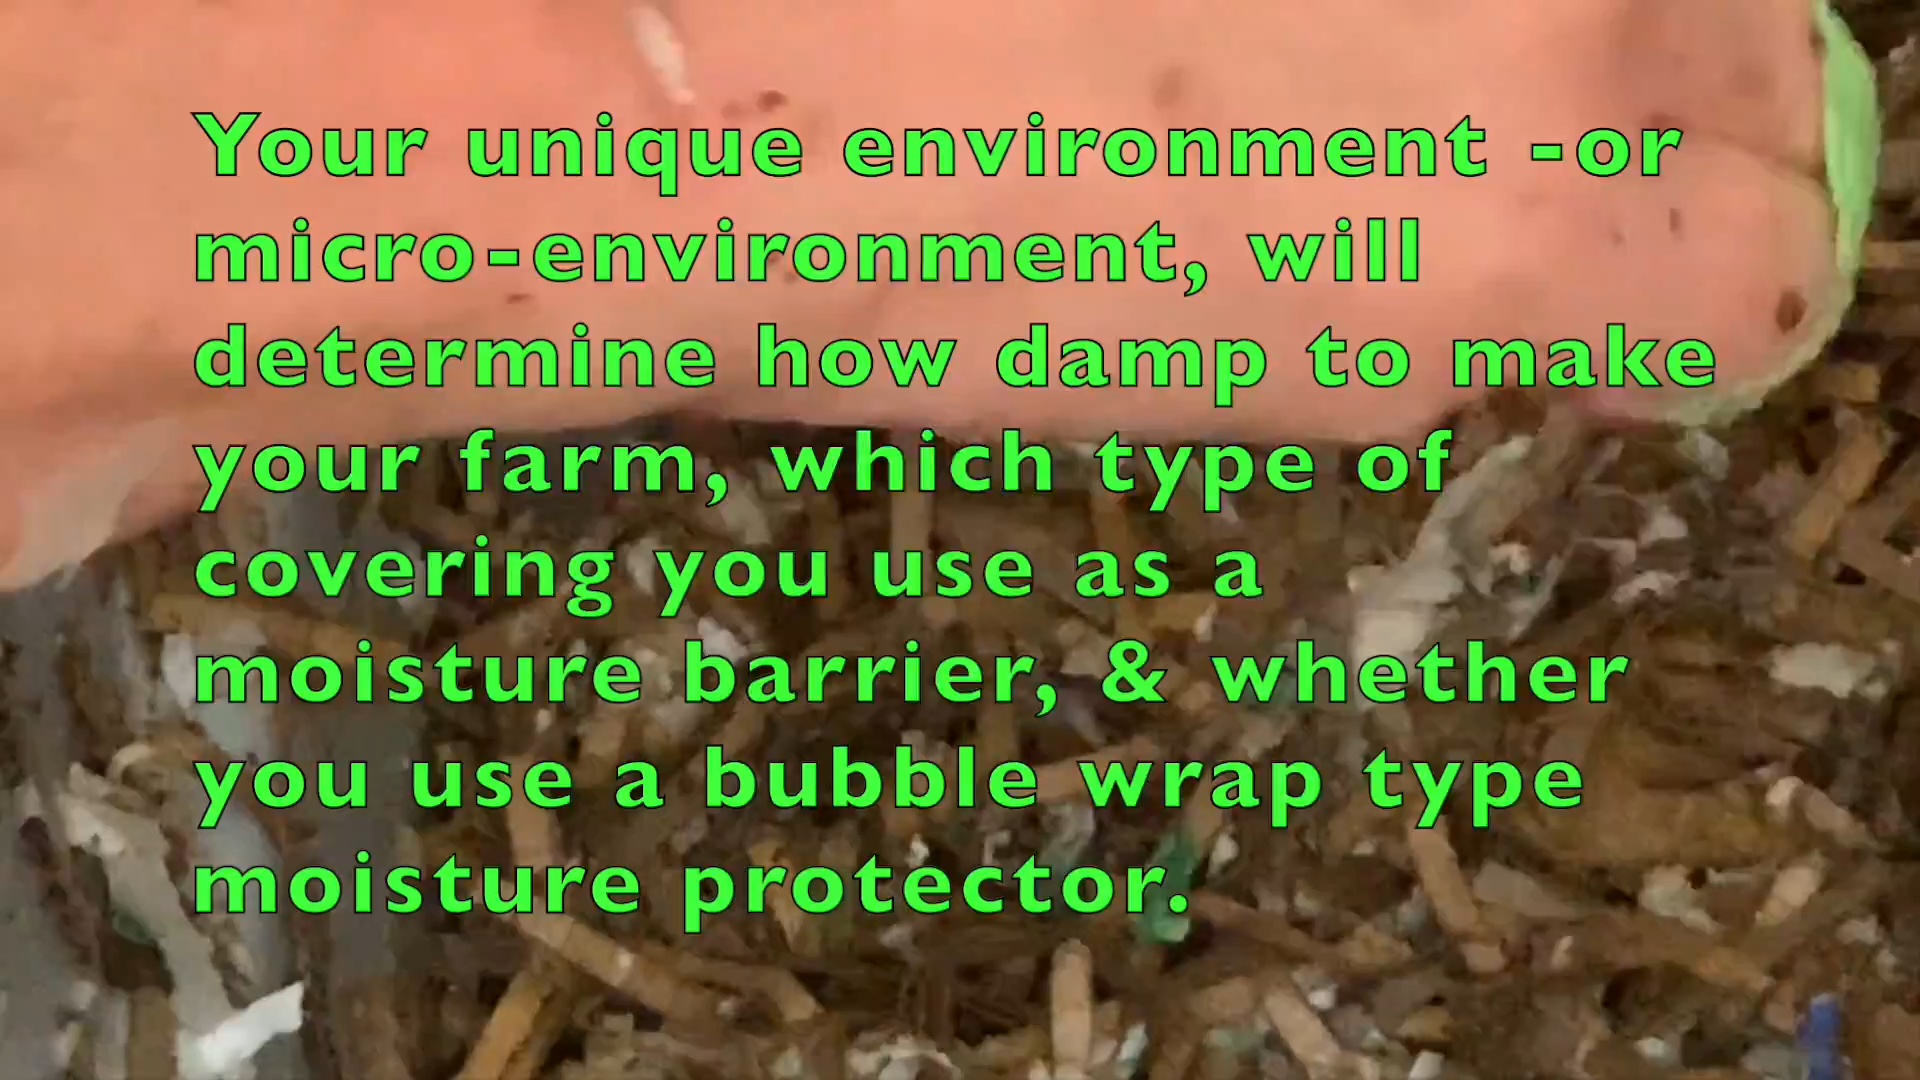 Your unique environment -or
micro-environment, will
determine how damp to make
your farm, which type of
covering you use as a
moisture barrier, & whether
you use a bubble wrap type
moisture protector.